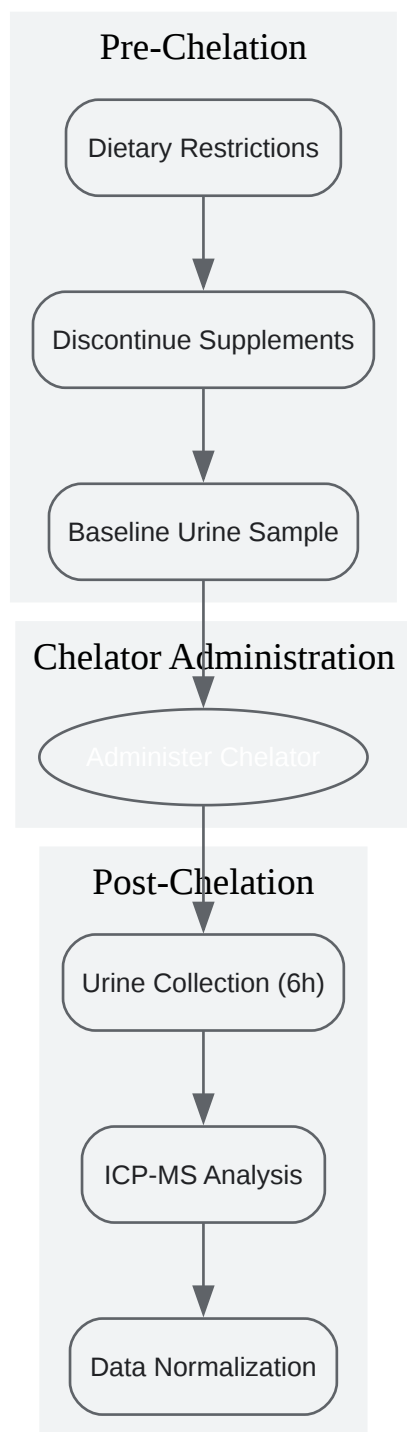 Pre-Chelation
Dietary Restrictions
Discontinue Supplements
Baseline Urine Sample
Chelator Administration
Administer Chelator
Post-Chelation
Urine Collection (6h)
ICP-MS Analysis
Data Normalization